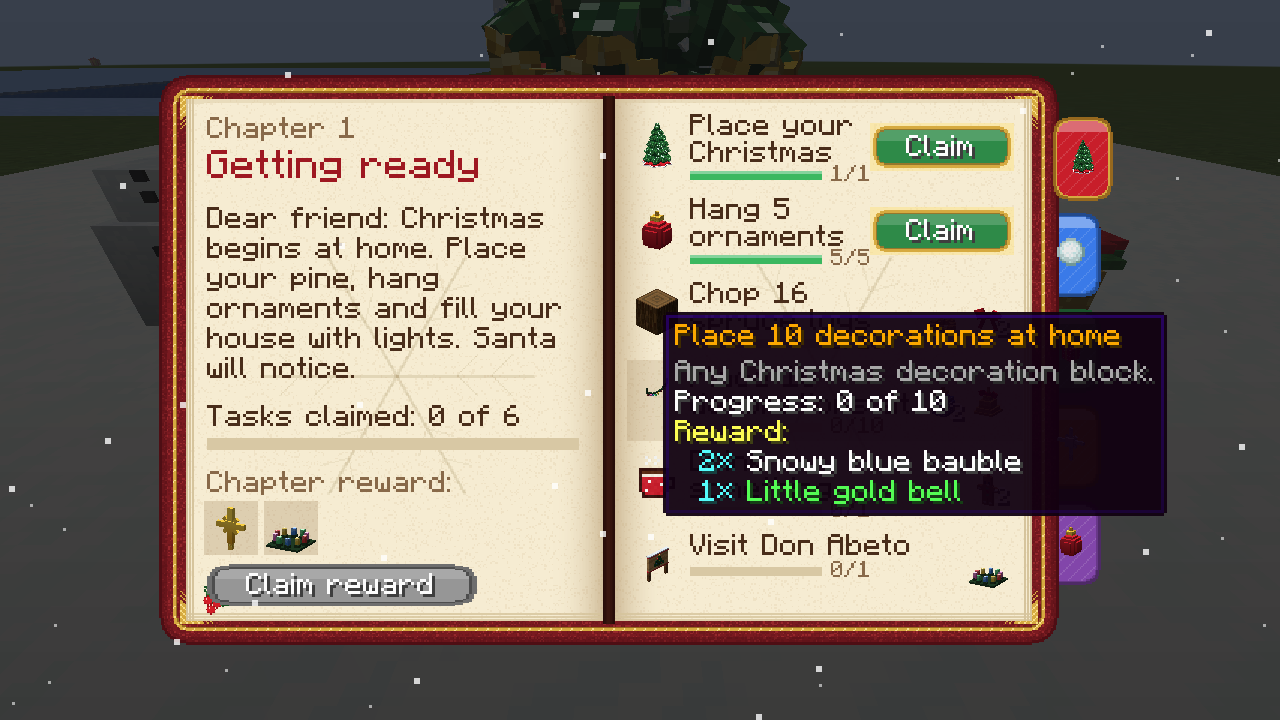 Chapter 1
Getting ready
Dear friend: Christmas
begins at home. Place
your pine, hang
ornaments and fill your
house with lights. Santa
will notice.
Tasks claimed: 0 of 6
Chapter reward:
Claim reward
Place your
Christmas
1/1
Claim
Hang 5
ornaments
5/5
Claim
Chop 16
Place 10 decorations at home
Any Christmas decoration block.
Progress: 0 of 10
Reward:
2x Snowy blue bauble
1x Little gold bell
Visit Don Abeto
0/1